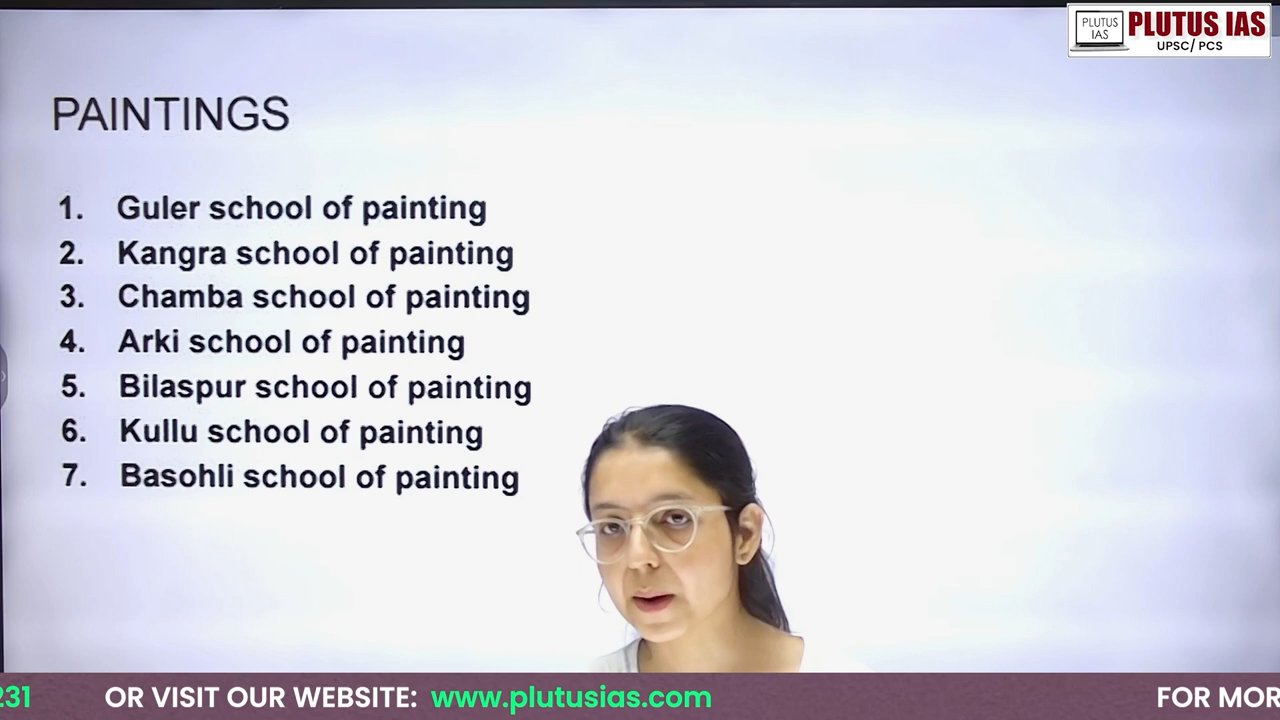 PLUTUS IAS
PLUTUS IAS
UPSC/ PCS
PAINTINGS
1. Guler school of painting
2. Kangra school of painting
3. Chamba school of painting
4. Arki school of painting
5. Bilaspur school of painting
6. Kullu school of painting
7. Basohli school of painting
231 OR VISIT OUR WEBSITE: www.plutusias.com FOR MOR